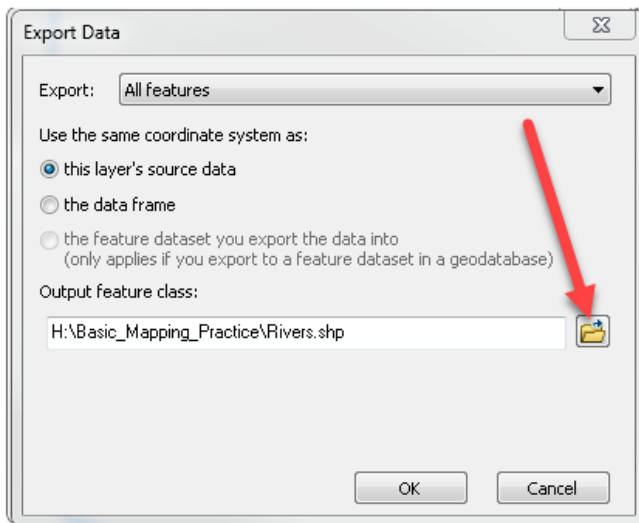 Export Data
Export: All features
Use the same coordinate system as:
this layer's source data
the data frame
the feature dataset you export the data into
(only applies if you export to a feature dataset in a geodatabase)
Output feature class:
H:\Basic_Mapping_Practice\Rivers.shp
OK Cancel